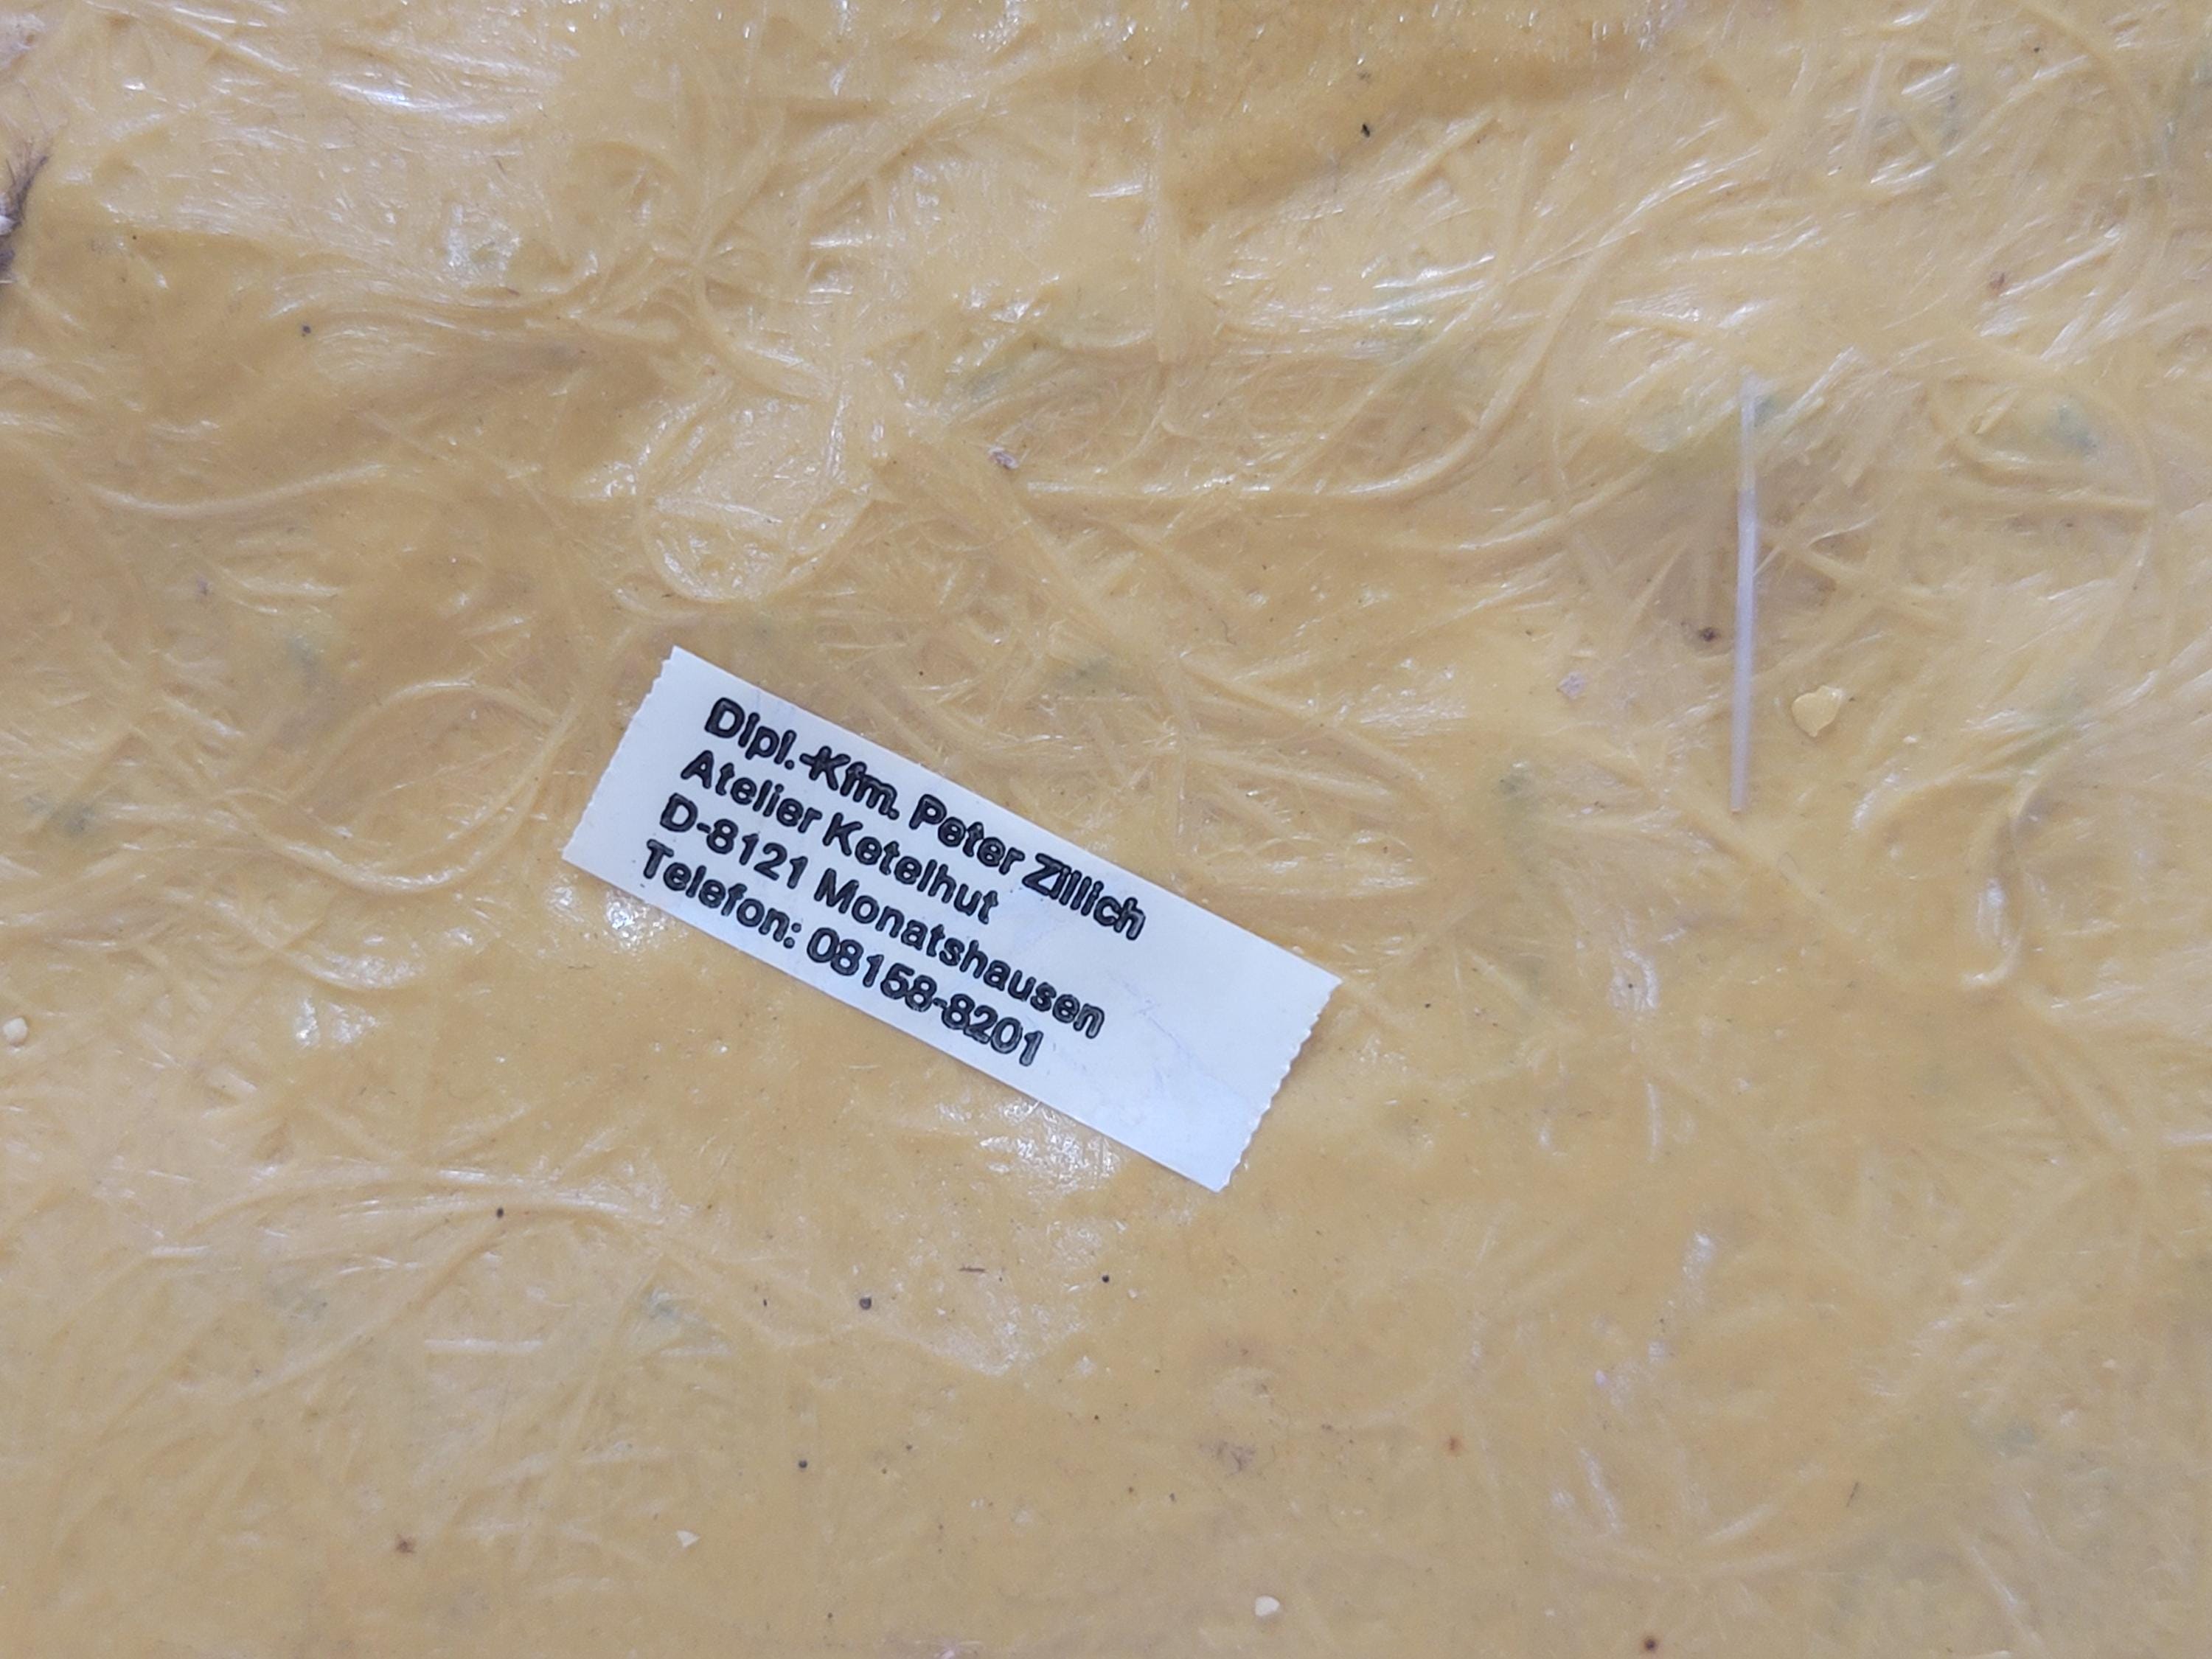 Dipl.-Kfm. Peter Zillich
Atelier Ketelhut
D-8121 Monatshausen
Telefon: 08158-8201